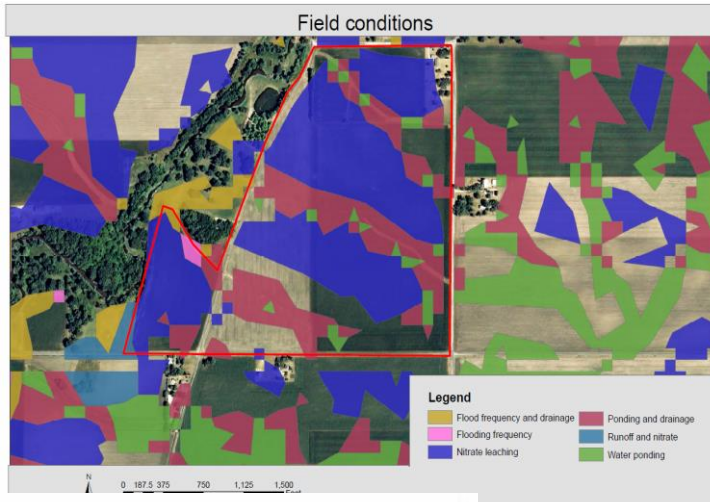 Field conditions
Legend
Flood frequency and drainage
Flooding frequency
Nitrate leaching
Ponding and drainage
Runoff and nitrate
Water ponding
N
0 187.5 375 750 1,125 1,500
Feet